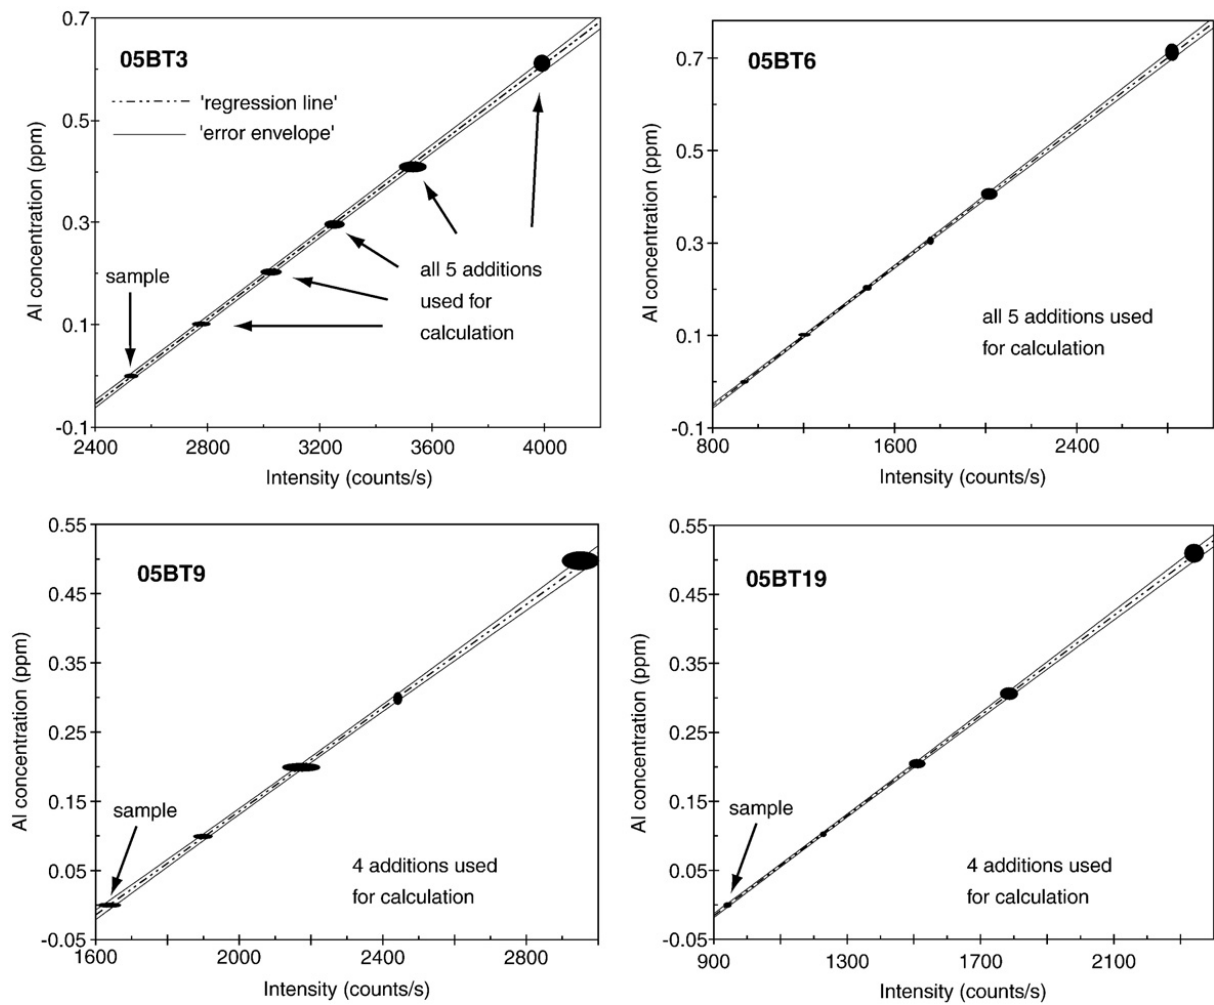 05BT3
'regression line'
'error envelope'
sample
all 5 additions
used for
calculation
Al concentration (ppm)
0.7
0.5
0.3
0.1
-0.1
2400 2800 3200 3600 4000
Intensity (counts/s)
05BT6
all 5 additions used
for calculation
Al concentration (ppm)
0.7
0.5
0.3
0.1
-0.1
800 1600 2400
Intensity (counts/s)
05BT9
sample
4 additions used
for calculation
Al concentration (ppm)
0.55
0.45
0.35
0.25
0.15
0.05
-0.05
1600 2000 2400 2800
Intensity (counts/s)
05BT19
sample
4 additions used
for calculation
Al concentration (ppm)
0.55
0.45
0.35
0.25
0.15
0.05
-0.05
900 1300 1700 2100
Intensity (counts/s)